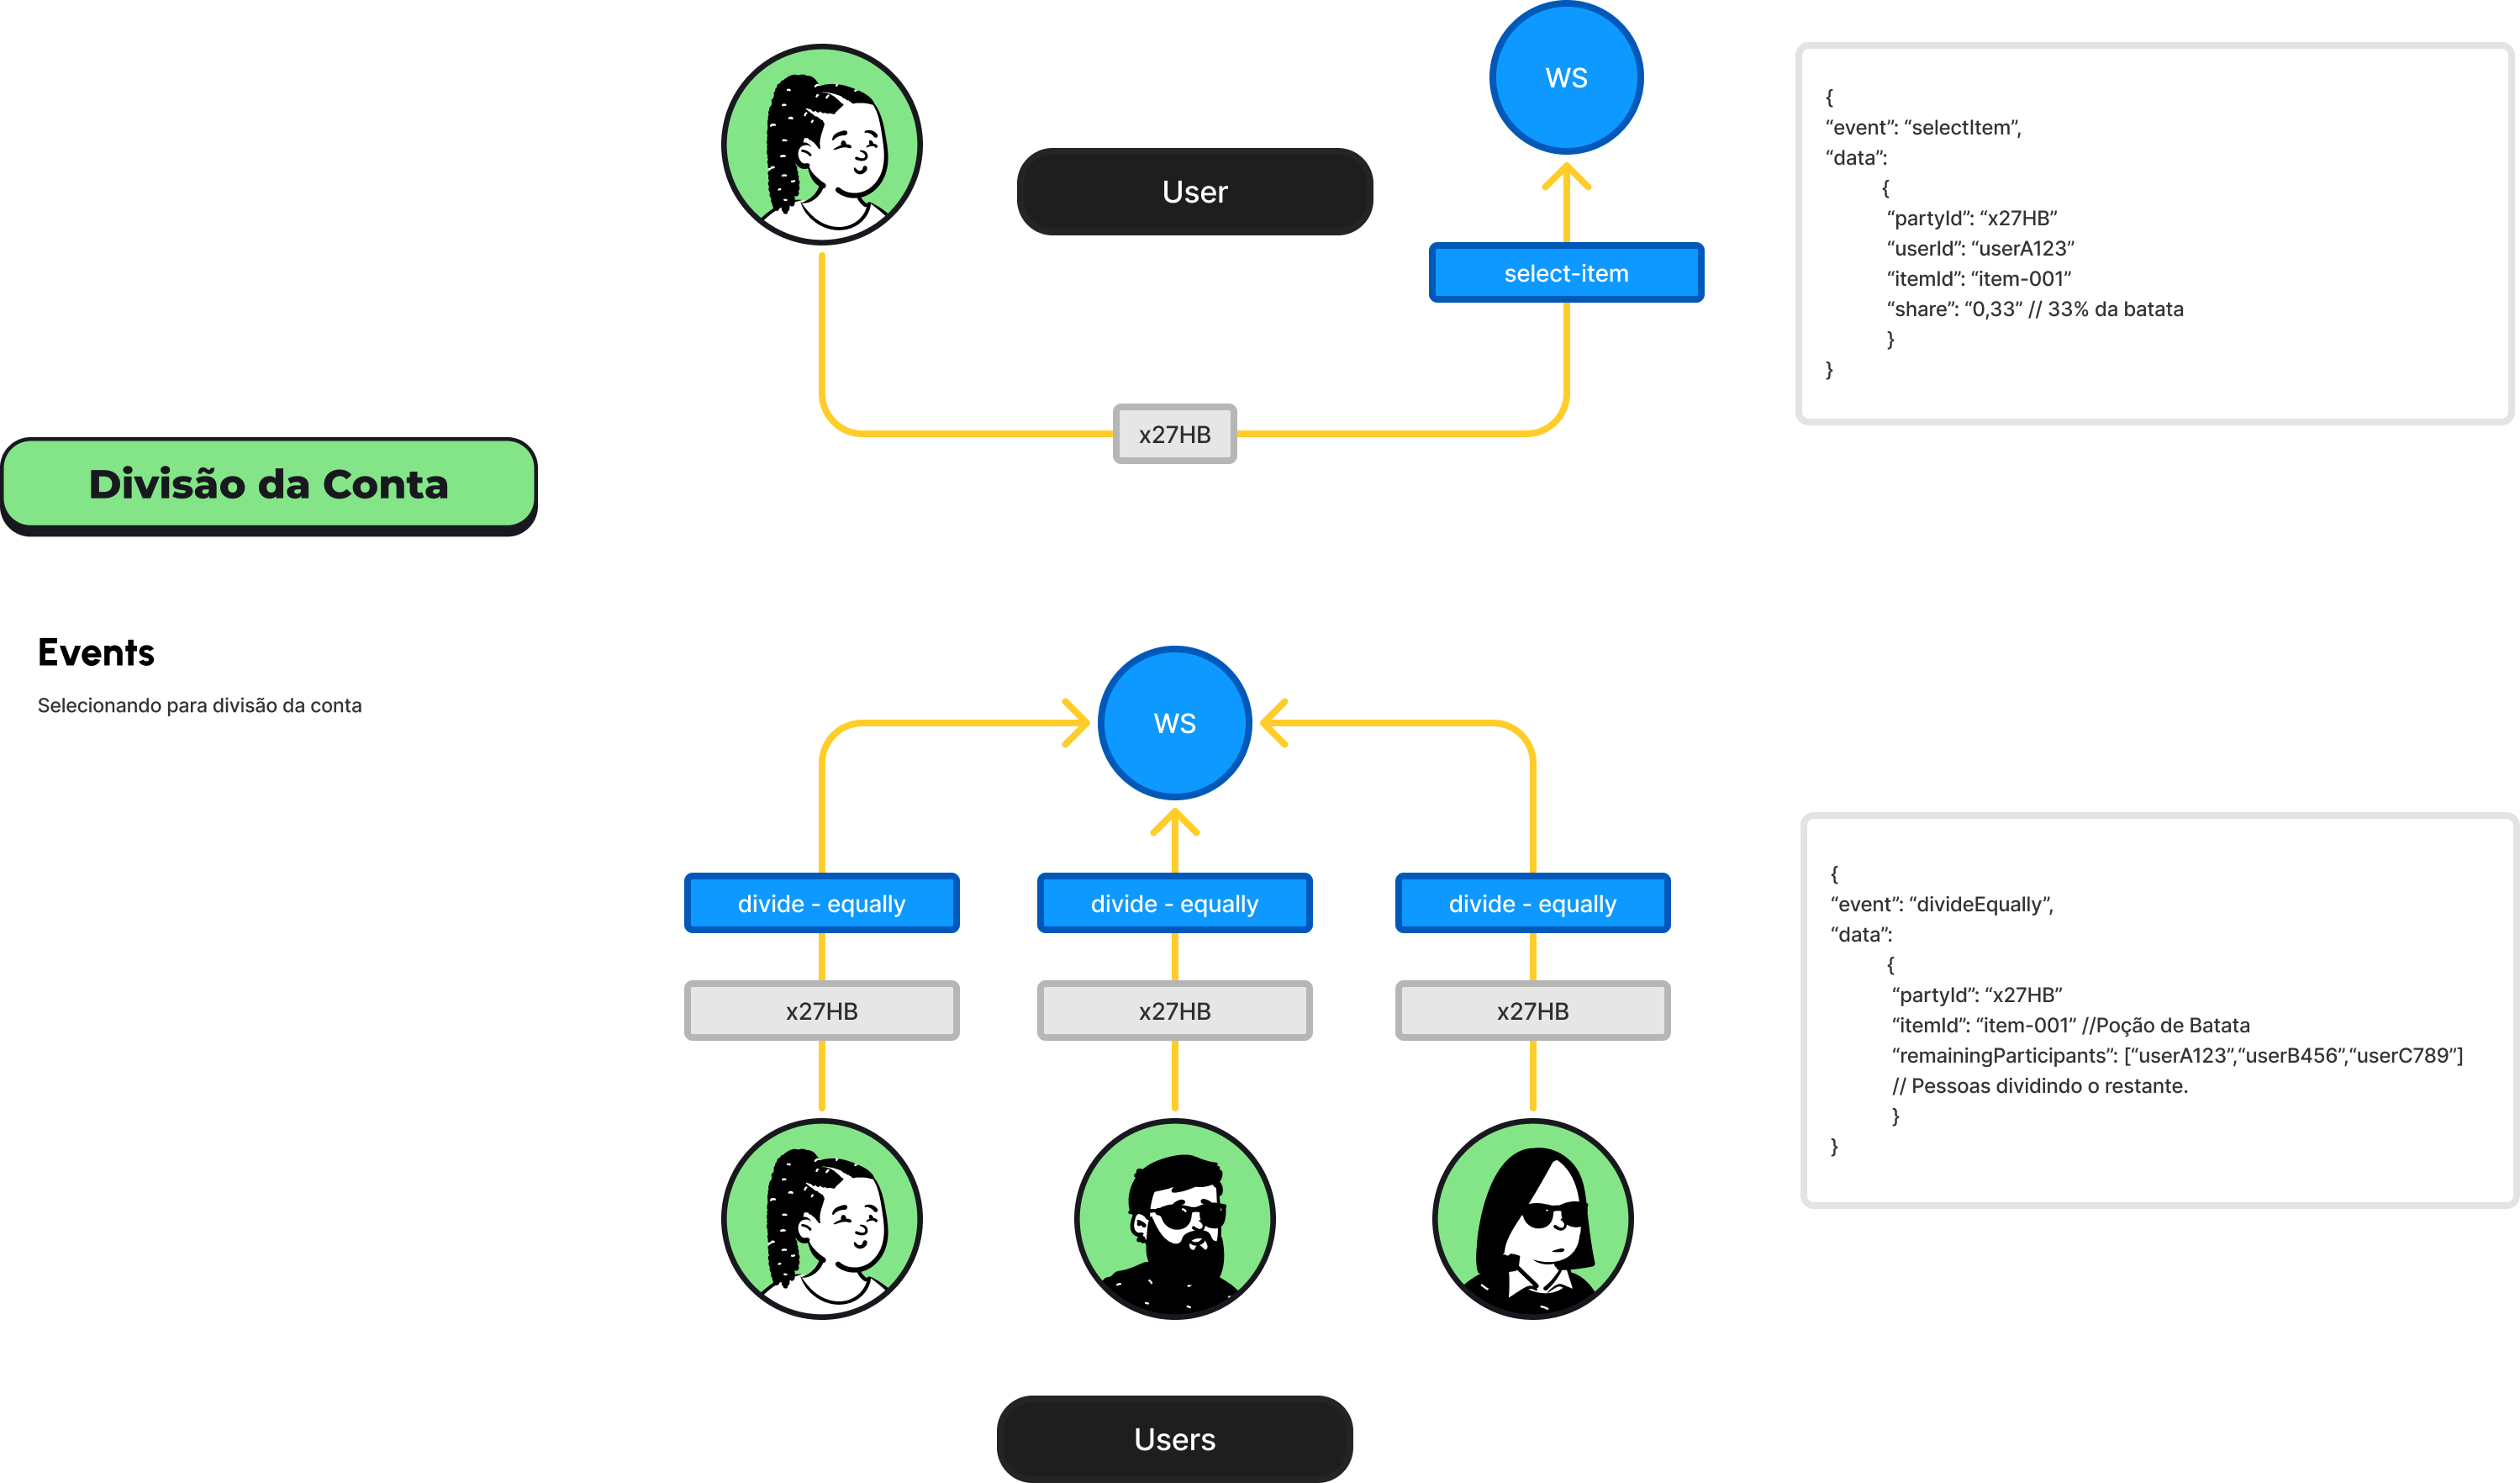 WS
User
select-item
x27HB
{
“event”: “selectItem”,
“data”:
{
“partyId”: “x27HB”
“userId”: “userA123”
“itemId”: “item-001”
“share”: “0,33” // 33% da batata
}
}
Divisão da Conta
Events
Selecionando para divisão da conta
WS
divide - equally
divide - equally
divide - equally
x27HB
x27HB
x27HB
{
“event”: “divideEqually”,
“data”:
{
“partyId”: “x27HB”
“itemId”: “item-001” //Poção de Batata
“remainingParticipants”: [“userA123”,“userB456”,“userC789”]
// Pessoas dividindo o restante.
}
}
Users